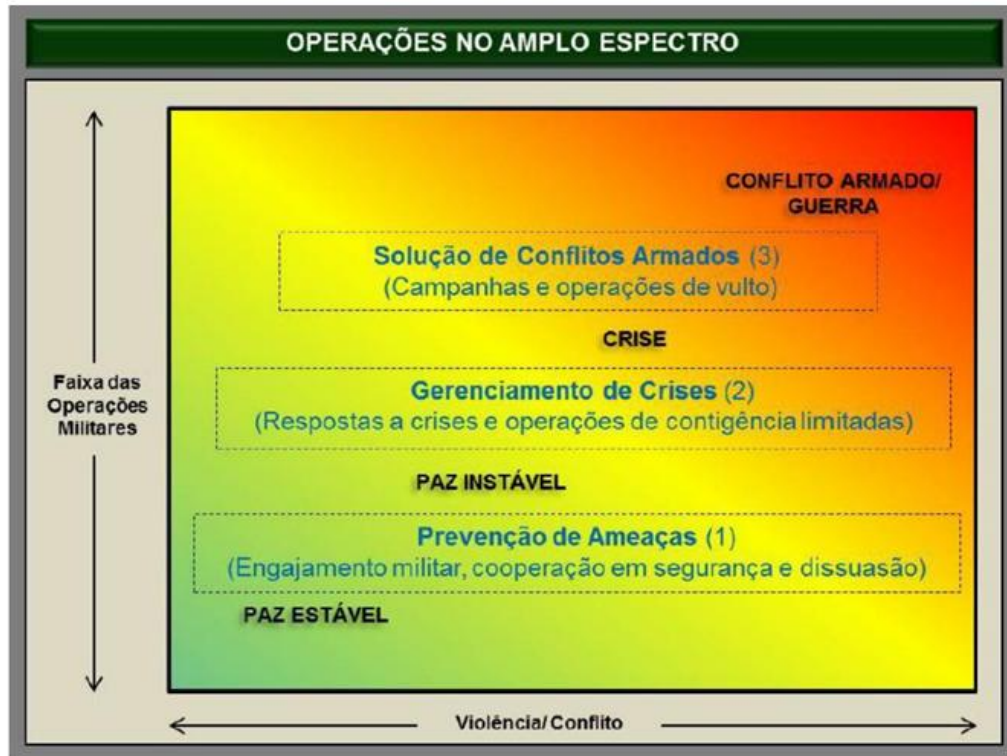 OPERAÇÕES NO AMPLO ESPECTRO
CONFLITO ARMADO/
GUERRA
Solução de Conflitos Armados (3)
(Campanhas e operações de vulto)
CRISE
Faixa das
Operações
Militares
Gerenciamento de Crises (2)
(Respostas a crises e operações de contigência limitadas)
PAZ INSTÁVEL
Prevenção de Ameaças (1)
(Engajamento militar, cooperação em segurança e dissuasão)
PAZ ESTÁVEL
Violência/ Conflito